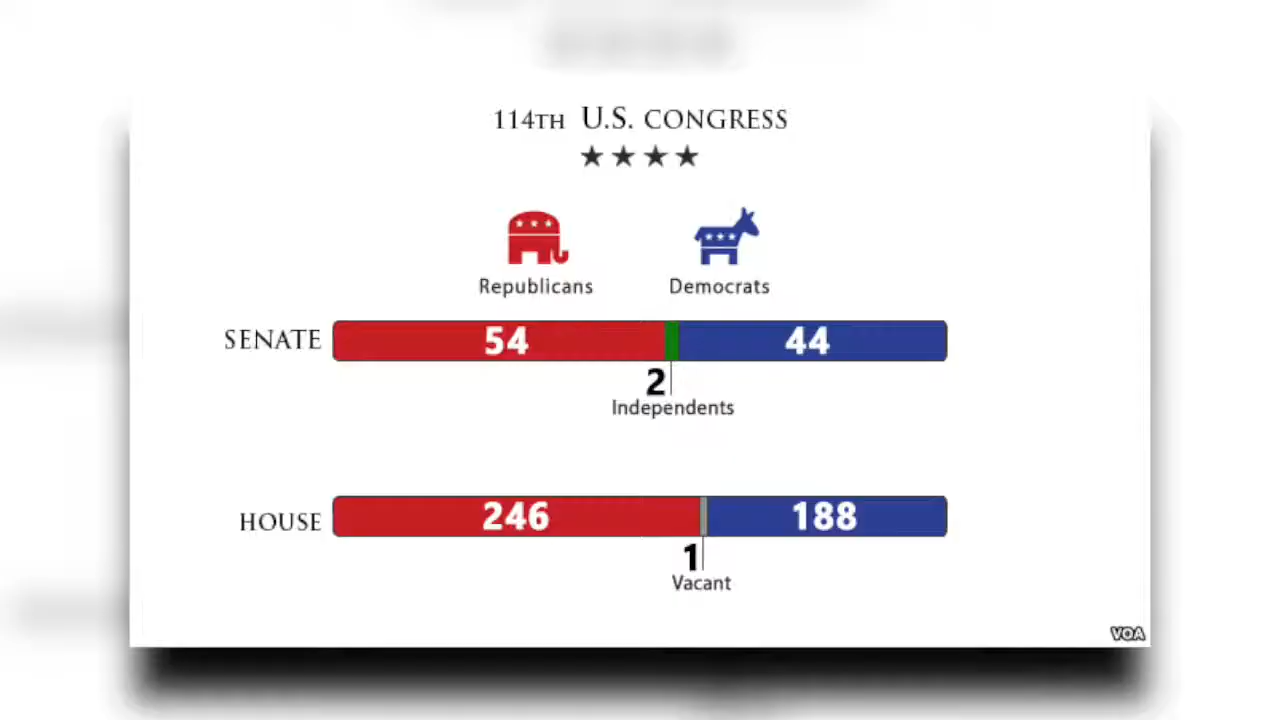 114TH U.S. CONGRESS
Republicans
Democrats
SENATE
54
44
2
Independents
HOUSE
246
188
1
Vacant
VOA